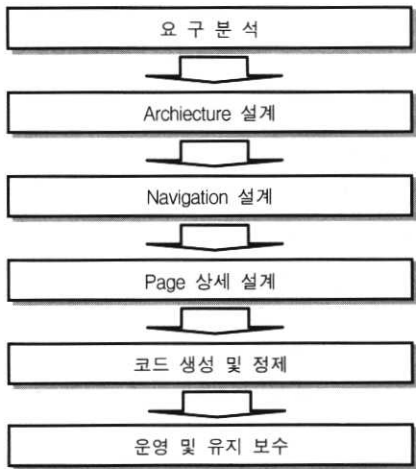 요 구 분 석
Archiecture 설계
Navigation 설계
Page 상세 설계
코드 생성 및 정제
운영 및 유지 보수